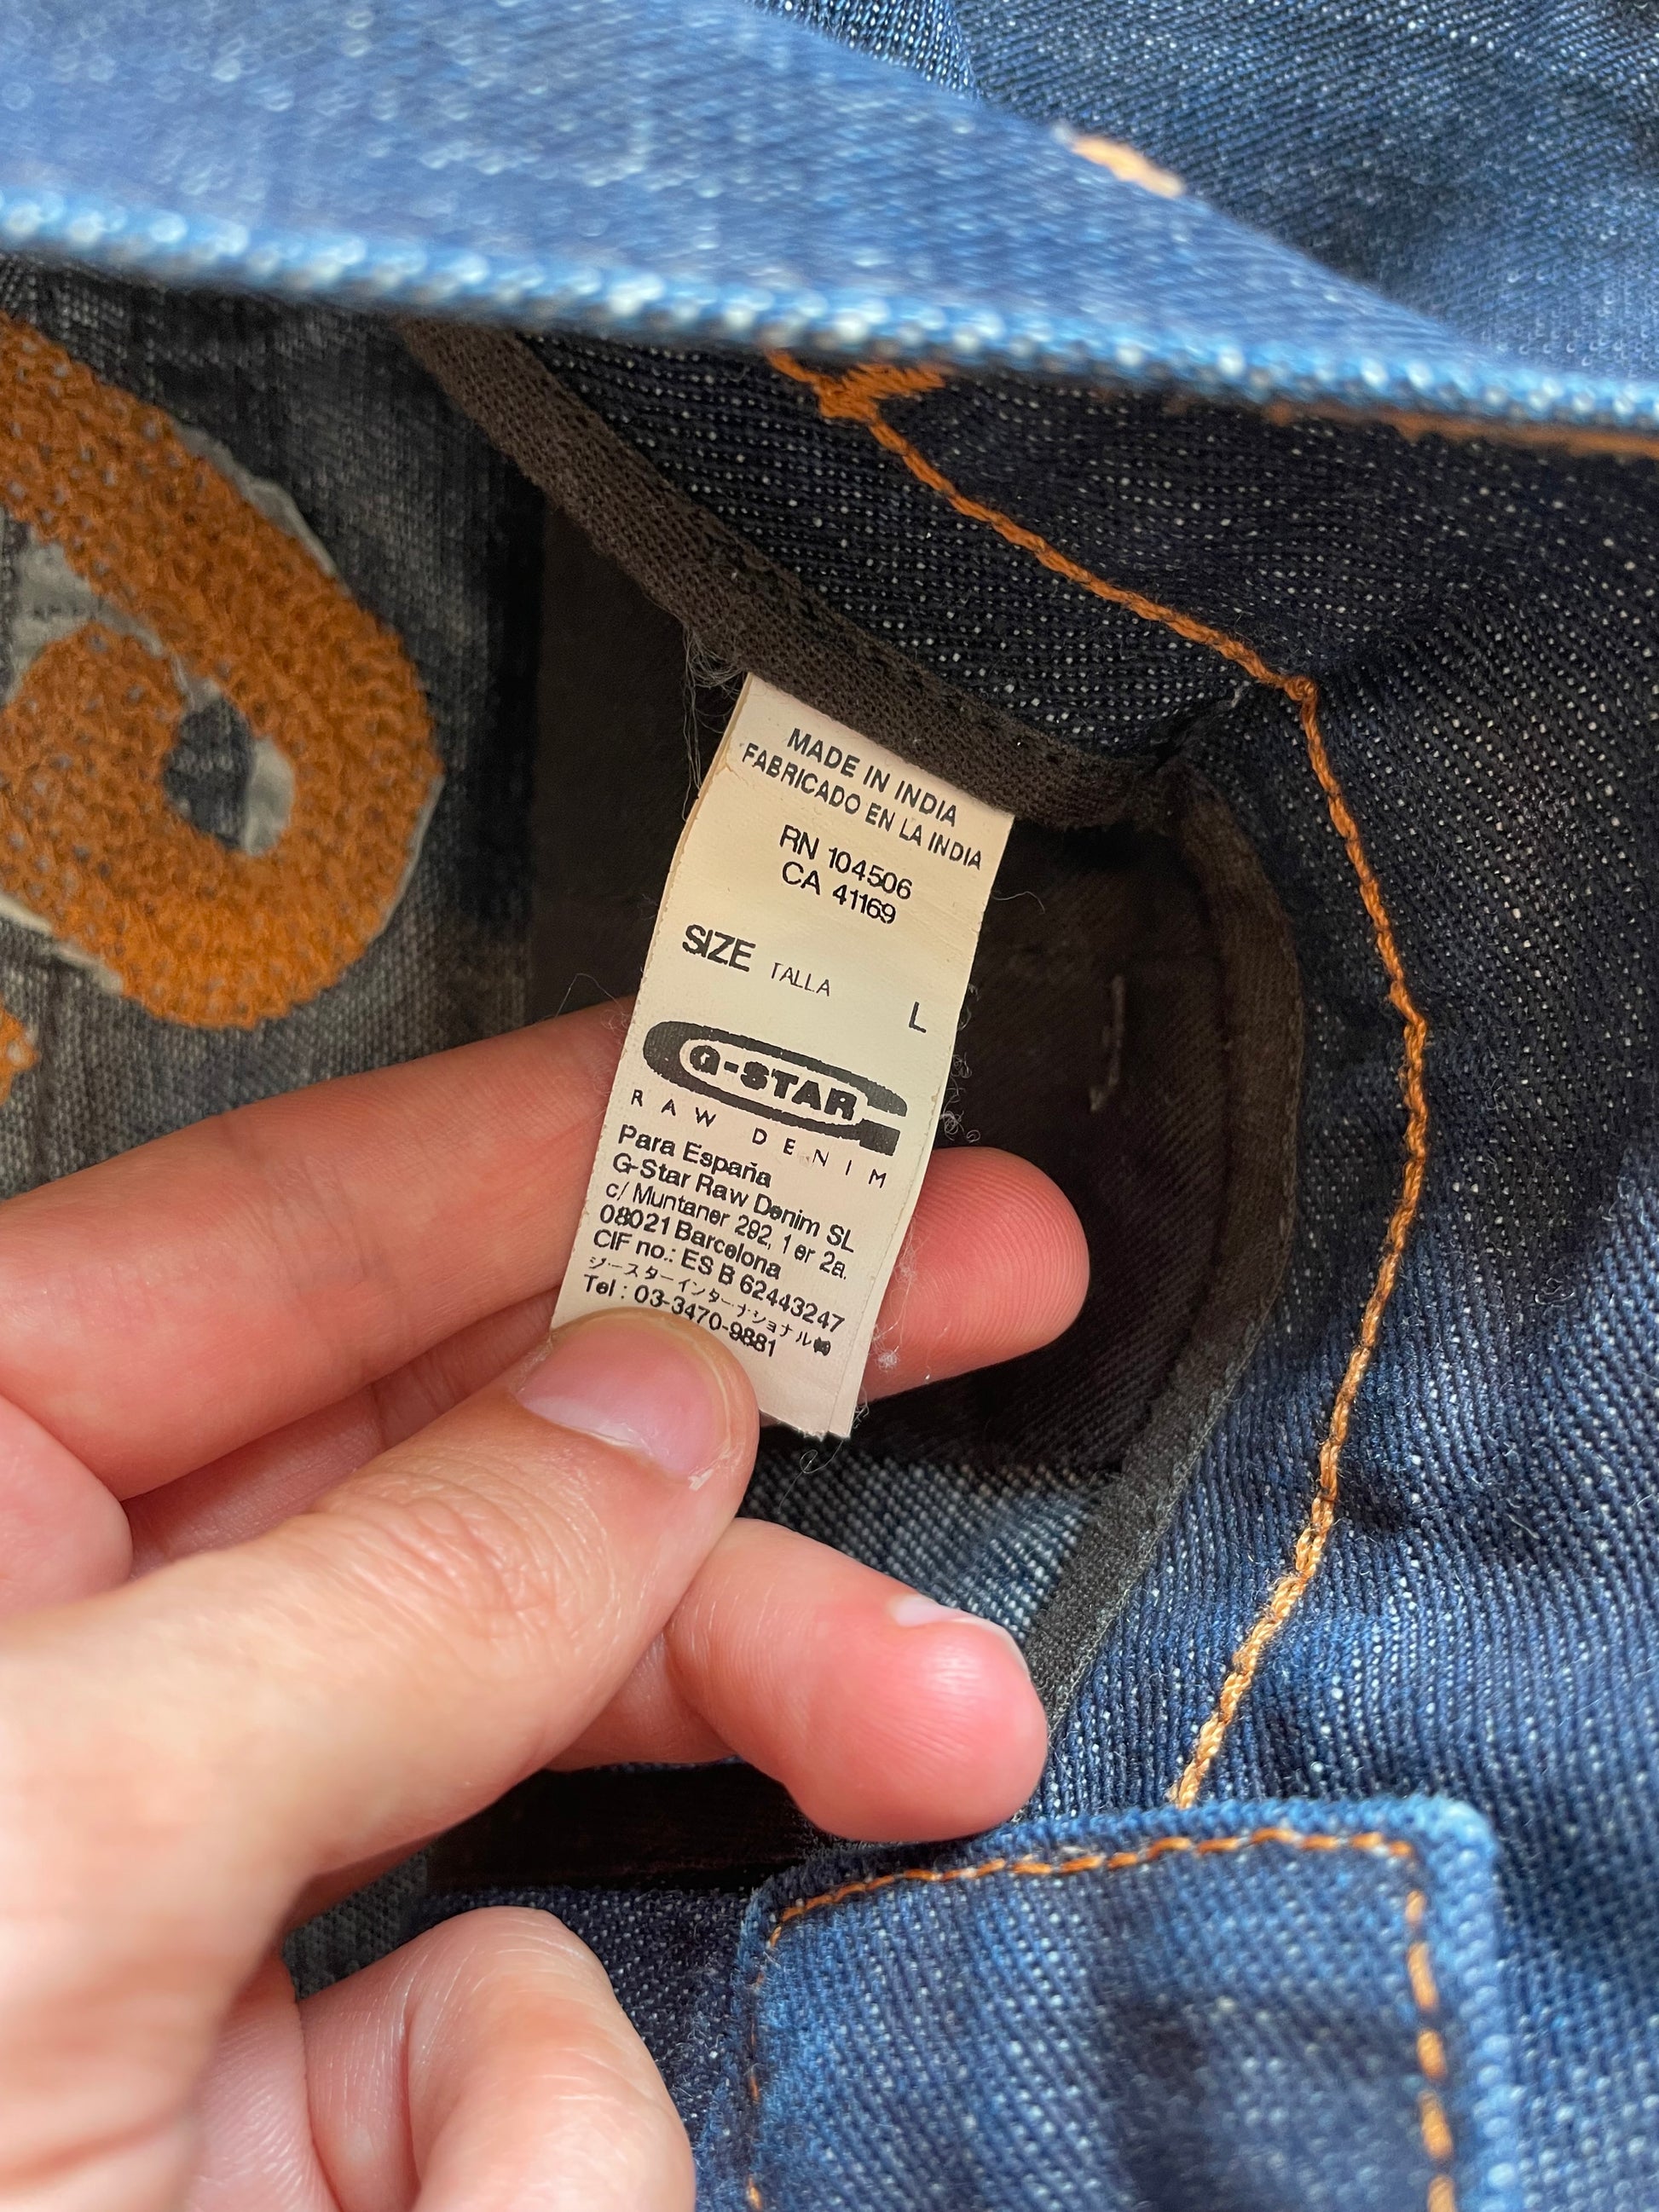 MADE IN INDIA
FABRICADO EN LA INDIA
RN 104506
CA 41169
SIZE TALLA
L
G-STAR
RAW DENIM
Para España
G-Star Raw Denim SL
c/ Muntaner 292, 1 er 2a.
08021 Barcelona
CIF no.: ES B 62443247
ジースターインターナショナル㈱
Tel : 03-3470-9881